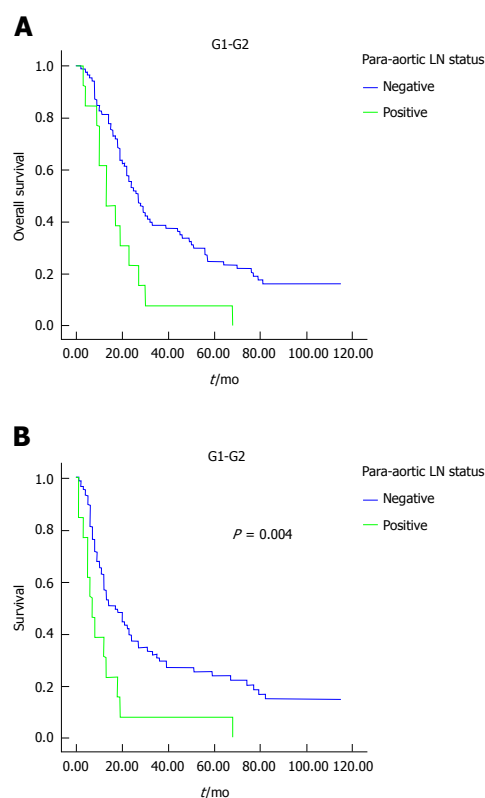 A
G1-G2
Para-aortic LN status
Negative
Positive
Overall survival
1.0
0.8
0.6
0.4
0.2
0.0
0.00 20.00 40.00 60.00 80.00 100.00 120.00
t/mo
B
G1-G2
Para-aortic LN status
Negative
Positive
P = 0.004
Survival
1.0
0.8
0.6
0.4
0.2
0.0
0.00 20.00 40.00 60.00 80.00 100.00 120.00
t/mo